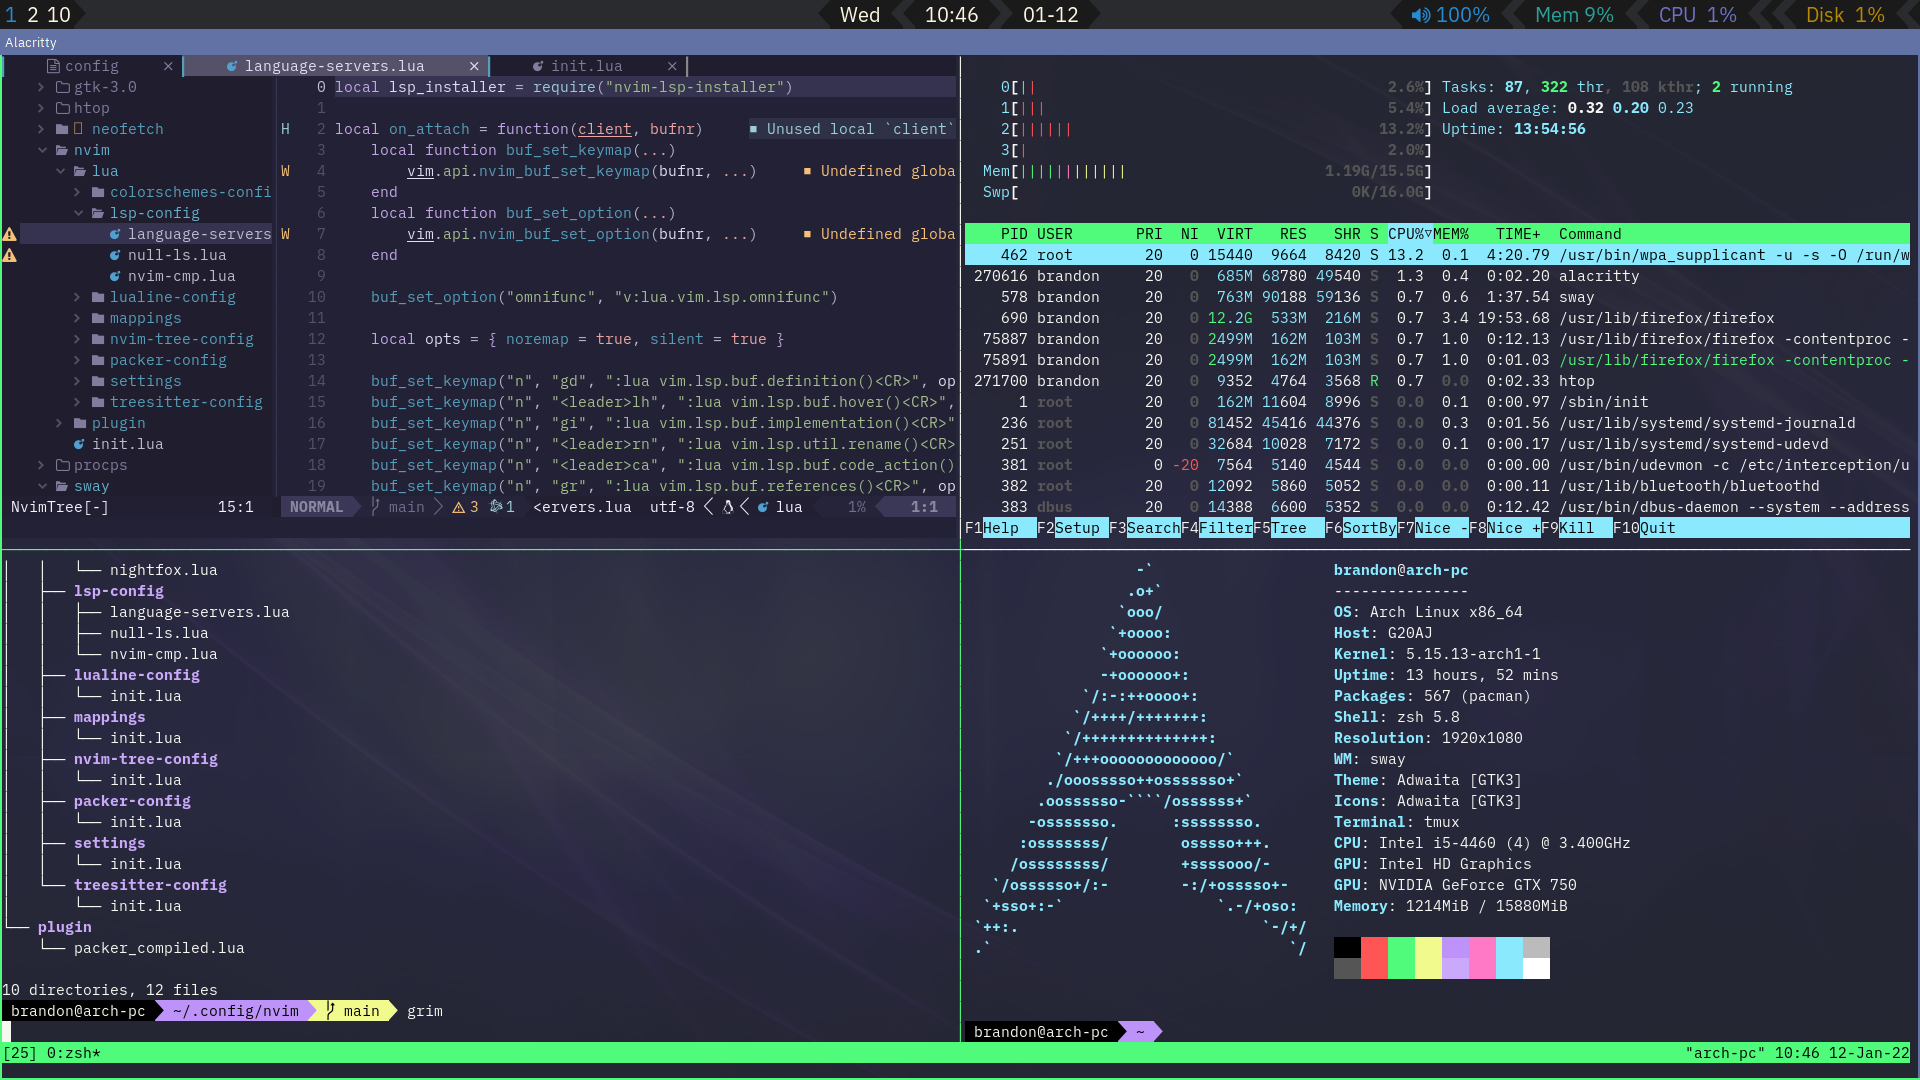 1 2 10 Wed 10:46 01-12 100% Mem 9% CPU 1% Disk 1%
Alacritty
config × language-servers.lua × init.lua ×
gtk-3.0
htop
neofetch
nvim
lua
colorschemes-confi
lsp-config
language-servers
null-ls.lua
nvim-cmp.lua
lualine-config
mappings
nvim-tree-config
packer-config
settings
treesitter-config
plugin
init.lua
procps
sway
NvimTree[-] 15:1
0 local lsp_installer = require("nvim-lsp-installer")
1
H 2 local on_attach = function(client, bufnr) ■ Unused local `client`
3 local function buf_set_keymap(...)
W 4 vim.api.nvim_buf_set_keymap(bufnr, ...) ■ Undefined globa
5 end
6 local function buf_set_option(...)
W 7 vim.api.nvim_buf_set_option(bufnr, ...) ■ Undefined globa
8 end
9
10 buf_set_option("omnifunc", "v:lua.vim.lsp.omnifunc")
11
12 local opts = { noremap = true, silent = true }
13
14 buf_set_keymap("n", "gd", ":lua vim.lsp.buf.definition()<CR>", op
15 buf_set_keymap("n", "<leader>lh", ":lua vim.lsp.buf.hover()<CR>",
16 buf_set_keymap("n", "gi", ":lua vim.lsp.buf.implementation()<CR>"
17 buf_set_keymap("n", "<leader>rn", ":lua vim.lsp.util.rename()<CR>
18 buf_set_keymap("n", "<leader>ca", ":lua vim.lsp.buf.code_action()
19 buf_set_keymap("n", "gr", ":lua vim.lsp.buf.references()<CR>", op
NORMAL main 3 1 <ervers.lua utf-8 lua 1% 1:1
0[|| 2.6%] Tasks: 87, 322 thr, 108 kthr; 2 running
1[||| 5.4%] Load average: 0.32 0.20 0.23
2[|||||| 13.2%] Uptime: 13:54:56
3[| 2.0%]
Mem[|||||||||||| 1.19G/15.5G]
Swp[ 0K/16.0G]
PID USER PRI NI VIRT RES SHR S CPU%▽MEM% TIME+ Command
462 root 20 0 15440 9664 8420 S 13.2 0.1 4:20.79 /usr/bin/wpa_supplicant -u -s -O /run/w
270616 brandon 20 0 685M 68780 49540 S 1.3 0.4 0:02.20 alacritty
578 brandon 20 0 763M 90188 59136 S 0.7 0.6 1:37.54 sway
690 brandon 20 0 12.2G 533M 216M S 0.7 3.4 19:53.68 /usr/lib/firefox/firefox
75887 brandon 20 0 2499M 162M 103M S 0.7 1.0 0:12.13 /usr/lib/firefox/firefox -contentproc -
75891 brandon 20 0 2499M 162M 103M S 0.7 1.0 0:01.03 /usr/lib/firefox/firefox -contentproc -
271700 brandon 20 0 9352 4764 3568 R 0.7 0.0 0:02.33 htop
1 root 20 0 162M 11604 8996 S 0.0 0.1 0:00.97 /sbin/init
236 root 20 0 81452 45416 44376 S 0.0 0.3 0:01.56 /usr/lib/systemd/systemd-journald
251 root 20 0 32684 10028 7172 S 0.0 0.1 0:00.17 /usr/lib/systemd/systemd-udevd
381 root 0 -20 7564 5140 4544 S 0.0 0.0 0:00.00 /usr/bin/udevmon -c /etc/interception/u
382 root 20 0 12092 5860 5052 S 0.0 0.0 0:00.11 /usr/lib/bluetooth/bluetoothd
383 dbus 20 0 14388 6600 5352 S 0.0 0.0 0:12.42 /usr/bin/dbus-daemon --system --address
F1Help F2Setup F3Search F4Filter F5Tree F6SortBy F7Nice - F8Nice + F9Kill F10Quit
│ │ └── nightfox.lua
│ ├── lsp-config
│ │ ├── language-servers.lua
│ │ ├── null-ls.lua
│ │ └── nvim-cmp.lua
│ ├── lualine-config
│ │ └── init.lua
│ ├── mappings
│ │ └── init.lua
│ ├── nvim-tree-config
│ │ └── init.lua
│ ├── packer-config
│ │ └── init.lua
│ ├── settings
│ │ └── init.lua
│ └── treesitter-config
│ └── init.lua
└── plugin
└── packer_compiled.lua
10 directories, 12 files
brandon@arch-pc ~/.config/nvim main grim
-` brandon@arch-pc
.o+` ---------------
`ooo/ OS: Arch Linux x86_64
`+oooo: Host: G20AJ
`+oooooo: Kernel: 5.15.13-arch1-1
-+oooooo+: Uptime: 13 hours, 52 mins
`/:-:++oooo+: Packages: 567 (pacman)
`/++++/+++++++: Shell: zsh 5.8
`/++++++++++++++: Resolution: 1920x1080
`/+++ooooooooooooo/` WM: sway
./ooosssso++osssssso+` Theme: Adwaita [GTK3]
.oossssso-````/ossssss+` Icons: Adwaita [GTK3]
-osssssso. :ssssssso. Terminal: tmux
:osssssss/ osssso+++. CPU: Intel i5-4460 (4) @ 3.400GHz
/ossssssss/ +ssssooo/- GPU: Intel HD Graphics
`/ossssso+/:- -:/+osssso+- GPU: NVIDIA GeForce GTX 750
`+sso+:-` `.-/+oso: Memory: 1214MiB / 15880MiB
`++:. `-/+/
.` `/
brandon@arch-pc ~
[25] 0:zsh* "arch-pc" 10:46 12-Jan-22